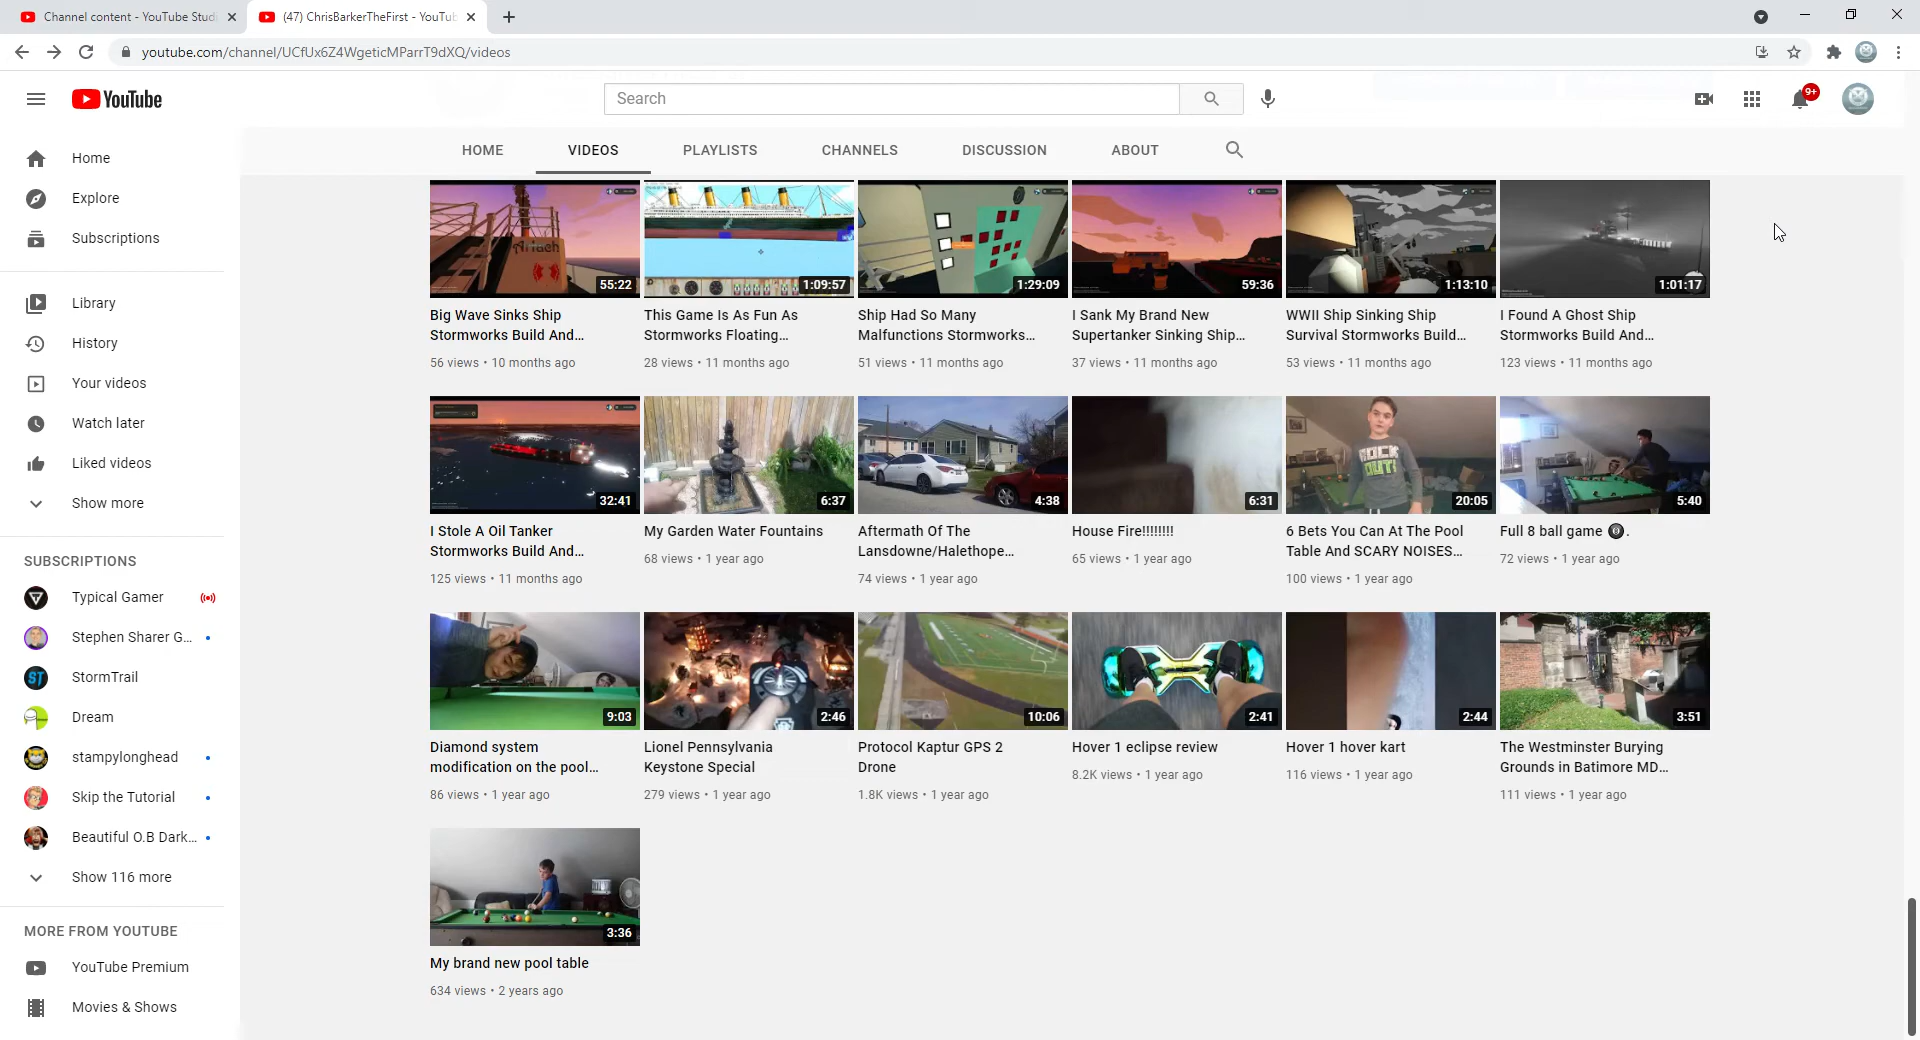 Channel content - YouTube Studi
(47) ChrisBarkerTheFirst - YouTub
youtube.com/channel/UCfUx6Z4WgeticMParrT9dXQ/videos
YouTube
Search
9+
HOME
VIDEOS
PLAYLISTS
CHANNELS
DISCUSSION
ABOUT
Home
Explore
Subscriptions
Library
History
Your videos
Watch later
Liked videos
Show more
SUBSCRIPTIONS
Typical Gamer
Stephen Sharer G...
ST
StormTrail
Dream
stampylonghead
Skip the Tutorial
Beautiful O.B Dark...
Show 116 more
MORE FROM YOUTUBE
YouTube Premium
Movies & Shows
55:22
Big Wave Sinks Ship
Stormworks Build And...
56 views • 10 months ago
1:09:57
This Game Is As Fun As
Stormworks Floating...
28 views • 11 months ago
1:29:09
Ship Had So Many
Malfunctions Stormworks...
51 views • 11 months ago
59:36
I Sank My Brand New
Supertanker Sinking Ship...
37 views • 11 months ago
1:13:10
WWII Ship Sinking Ship
Survival Stormworks Build...
53 views • 11 months ago
1:01:17
I Found A Ghost Ship
Stormworks Build And...
123 views • 11 months ago
32:41
I Stole A Oil Tanker
Stormworks Build And...
125 views • 11 months ago
6:37
My Garden Water Fountains
68 views • 1 year ago
4:38
Aftermath Of The
Lansdowne/Halethope...
74 views • 1 year ago
6:31
House Fire!!!!!!!!
65 views • 1 year ago
ROCK
OUT!
20:05
6 Bets You Can At The Pool
Table And SCARY NOISES...
100 views • 1 year ago
5:40
Full 8 ball game 🎱.
72 views • 1 year ago
9:03
Diamond system
modification on the pool...
86 views • 1 year ago
2:46
Lionel Pennsylvania
Keystone Special
279 views • 1 year ago
10:06
Protocol Kaptur GPS 2
Drone
1.8K views • 1 year ago
2:41
Hover 1 eclipse review
8.2K views • 1 year ago
2:44
Hover 1 hover kart
116 views • 1 year ago
3:51
The Westminster Burying
Grounds in Batimore MD...
111 views • 1 year ago
3:36
My brand new pool table
634 views • 2 years ago